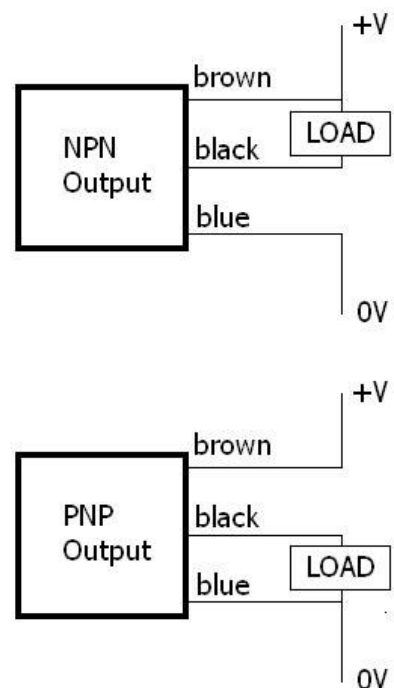 +V
brown
LOAD
NPN
Output
black
blue
0V
+V
brown
PNP
Output
black
LOAD
blue
0V